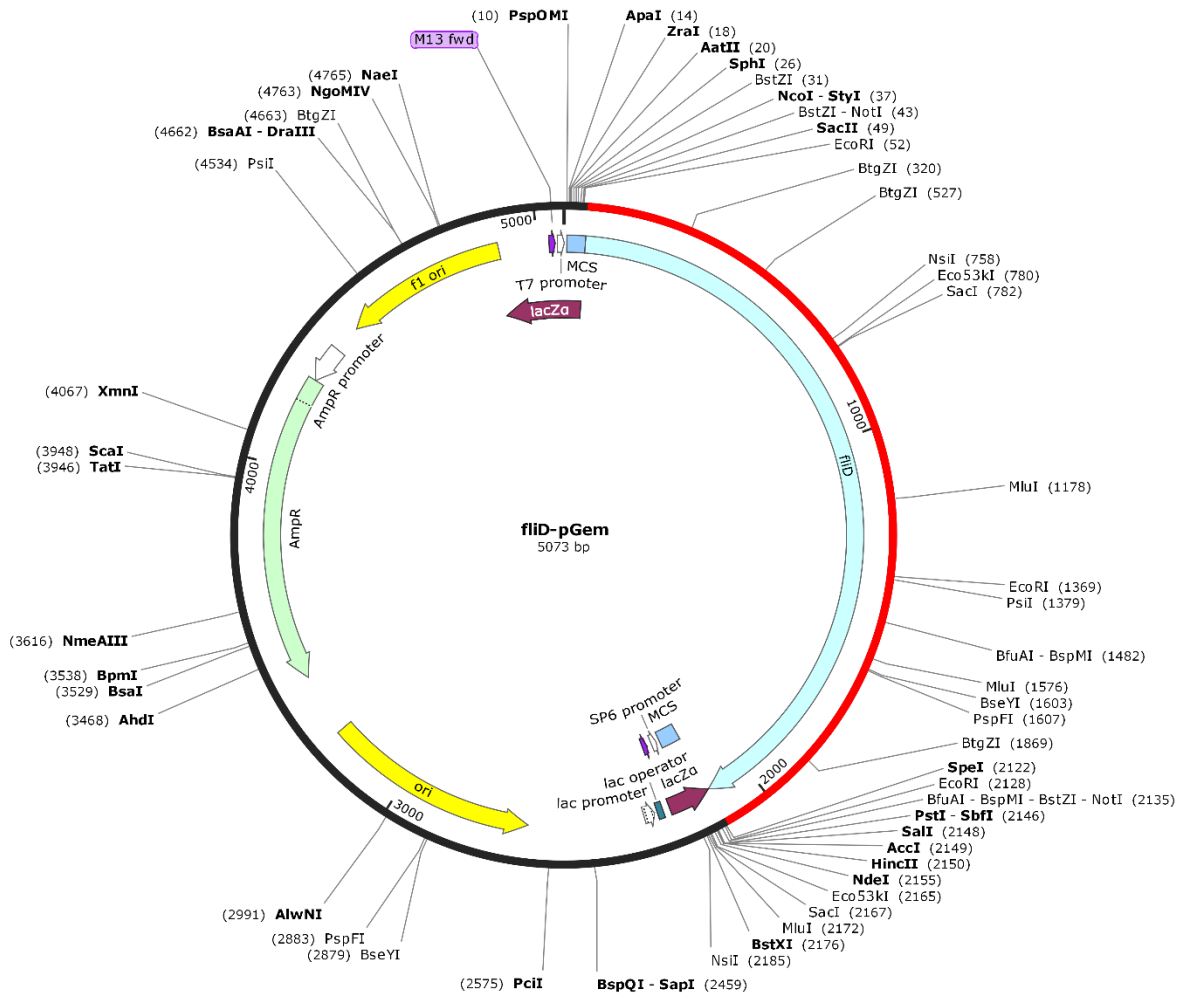 (10) PspOMI
ApaI (14)
ZraI (18)
AatII (20)
SphI (26)
BstZI (31)
NcoI - StyI (37)
BstZI - NotI (43)
SacII (49)
EcoRI (52)
BtgZI (320)
BtgZI (527)
NsiI (758)
Eco53kI (780)
SacI (782)
MluI (1178)
EcoRI (1369)
PsiI (1379)
BfuAI - BspMI (1482)
MluI (1576)
BseYI (1603)
PspFI (1607)
BtgZI (1869)
SpeI (2122)
EcoRI (2128)
BfuAI - BspMI - BstZI - NotI (2135)
PstI - SbfI (2146)
SalI (2148)
AccI (2149)
HincII (2150)
NdeI (2155)
Eco53kI (2165)
SacI (2167)
MluI (2172)
BstXI (2176)
NsiI (2185)
BspQI - SapI (2459)
(2575) PciI
(2879) BseYI
(2883) PspFI
(2991) AlwNI
(3468) AhdI
(3529) BsaI
(3538) BpmI
(3616) NmeAIII
(3946) TatI
(3948) ScaI
(4067) XmnI
(4534) PsiI
(4662) BsaAI - DraIII
(4663) BtgZI
(4763) NgoMIV
(4765) NaeI
M13 fwd
5000
1000
2000
3000
4000
MCS
T7 promoter
lacZα
f1 ori
AmpR promoter
AmpR
fliD
fliD-pGem
5073 bp
SP6 promoter
MCS
lac operator
lacZα
lac promoter
ori